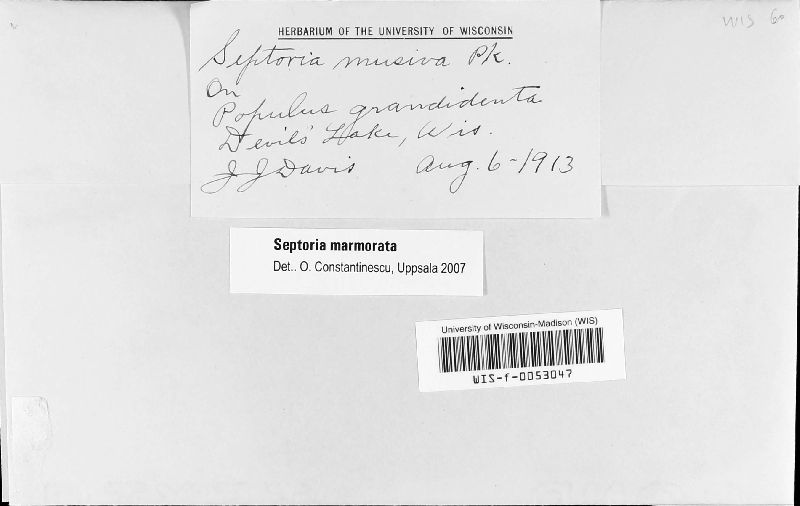 WIS 60
HERBARIUM OF THE UNIVERSITY OF WISCONSIN
Septoria musiva Pk.
On
Populus grandidenta
Devil's Lake, Wis.
J J Davis Aug. 6-1913
Septoria marmorata
Det.. O. Constantinescu, Uppsala 2007
University of Wisconsin-Madison (WIS)
WIS-f-0053047